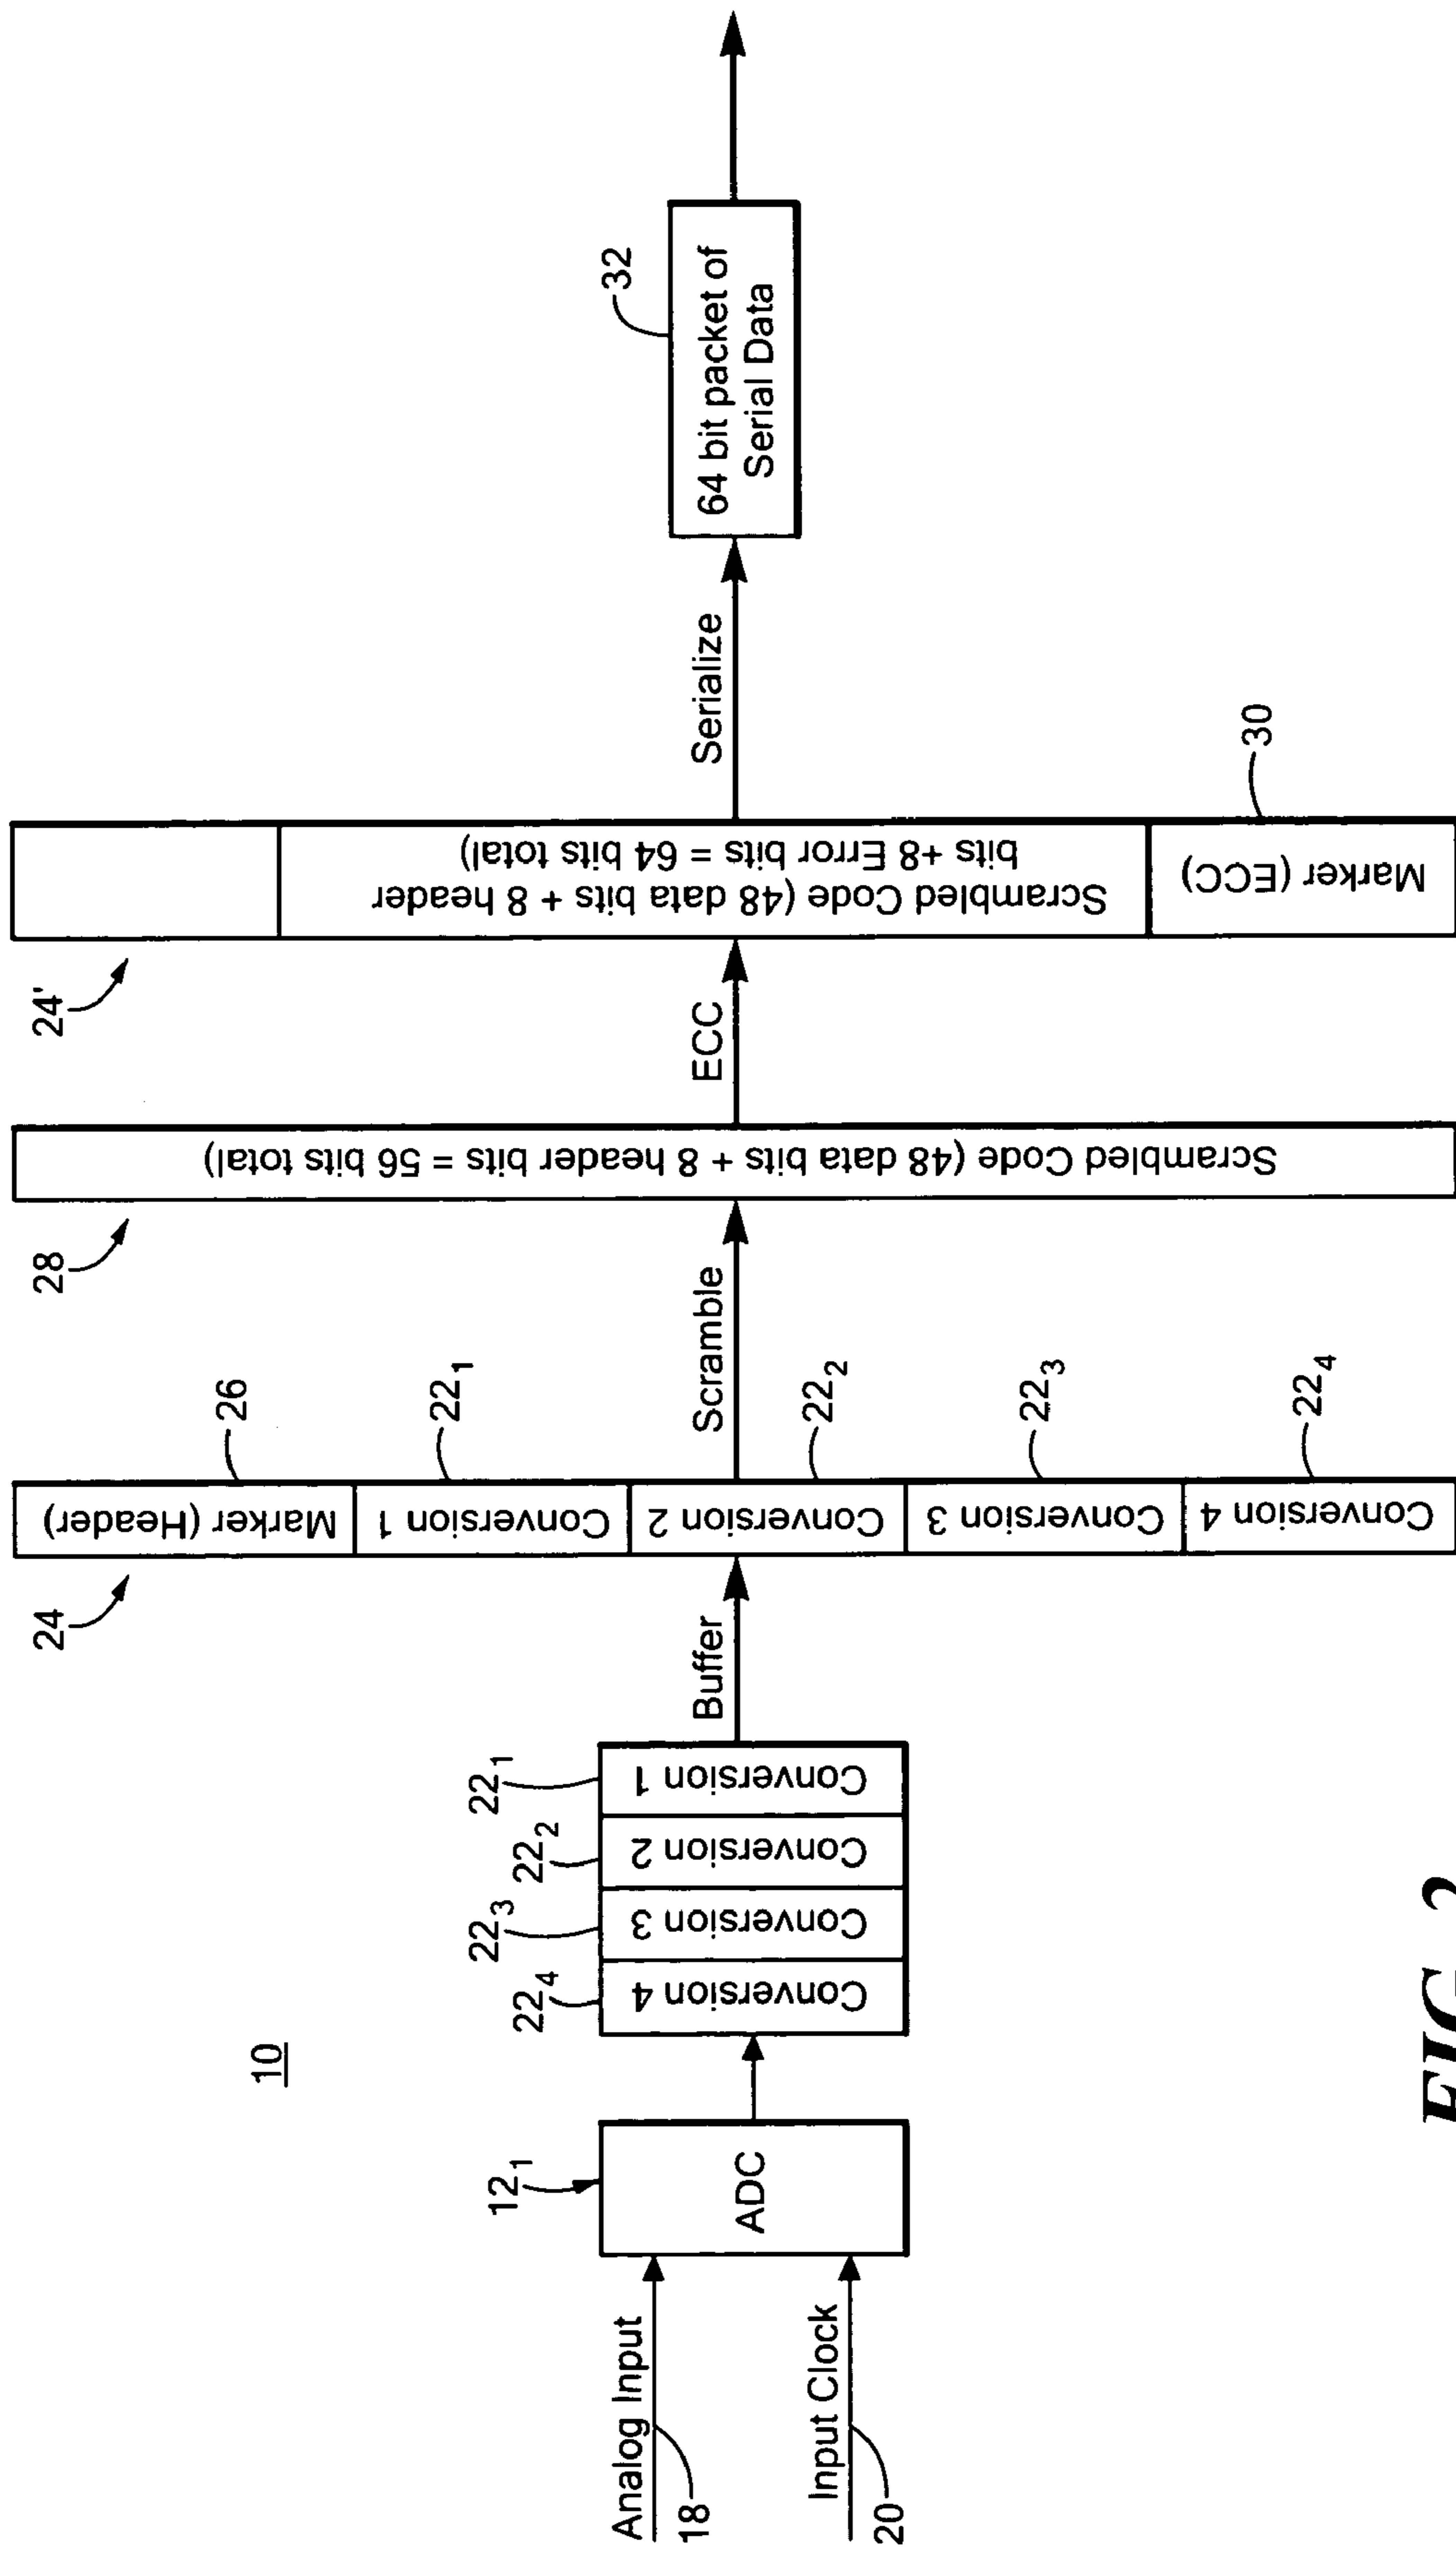 10
Analog Input
18
Input Clock
20
12₁
ADC
22₄
22₃
22₂
22₁
Conversion 4
Conversion 3
Conversion 2
Conversion 1
Buffer
24
Marker (Header)
26
Conversion 1
22₁
Conversion 2
22₂
Conversion 3
22₃
Conversion 4
22₄
Scramble
28
Scrambled Code (48 data bits + 8 header bits = 56 bits total)
ECC
24'
Scrambled Code (48 data bits + 8 header
bits +8 Error bits = 64 bits total)
Marker (ECC)
30
Serialize
64 bit packet of
Serial Data
32
FIG. 2